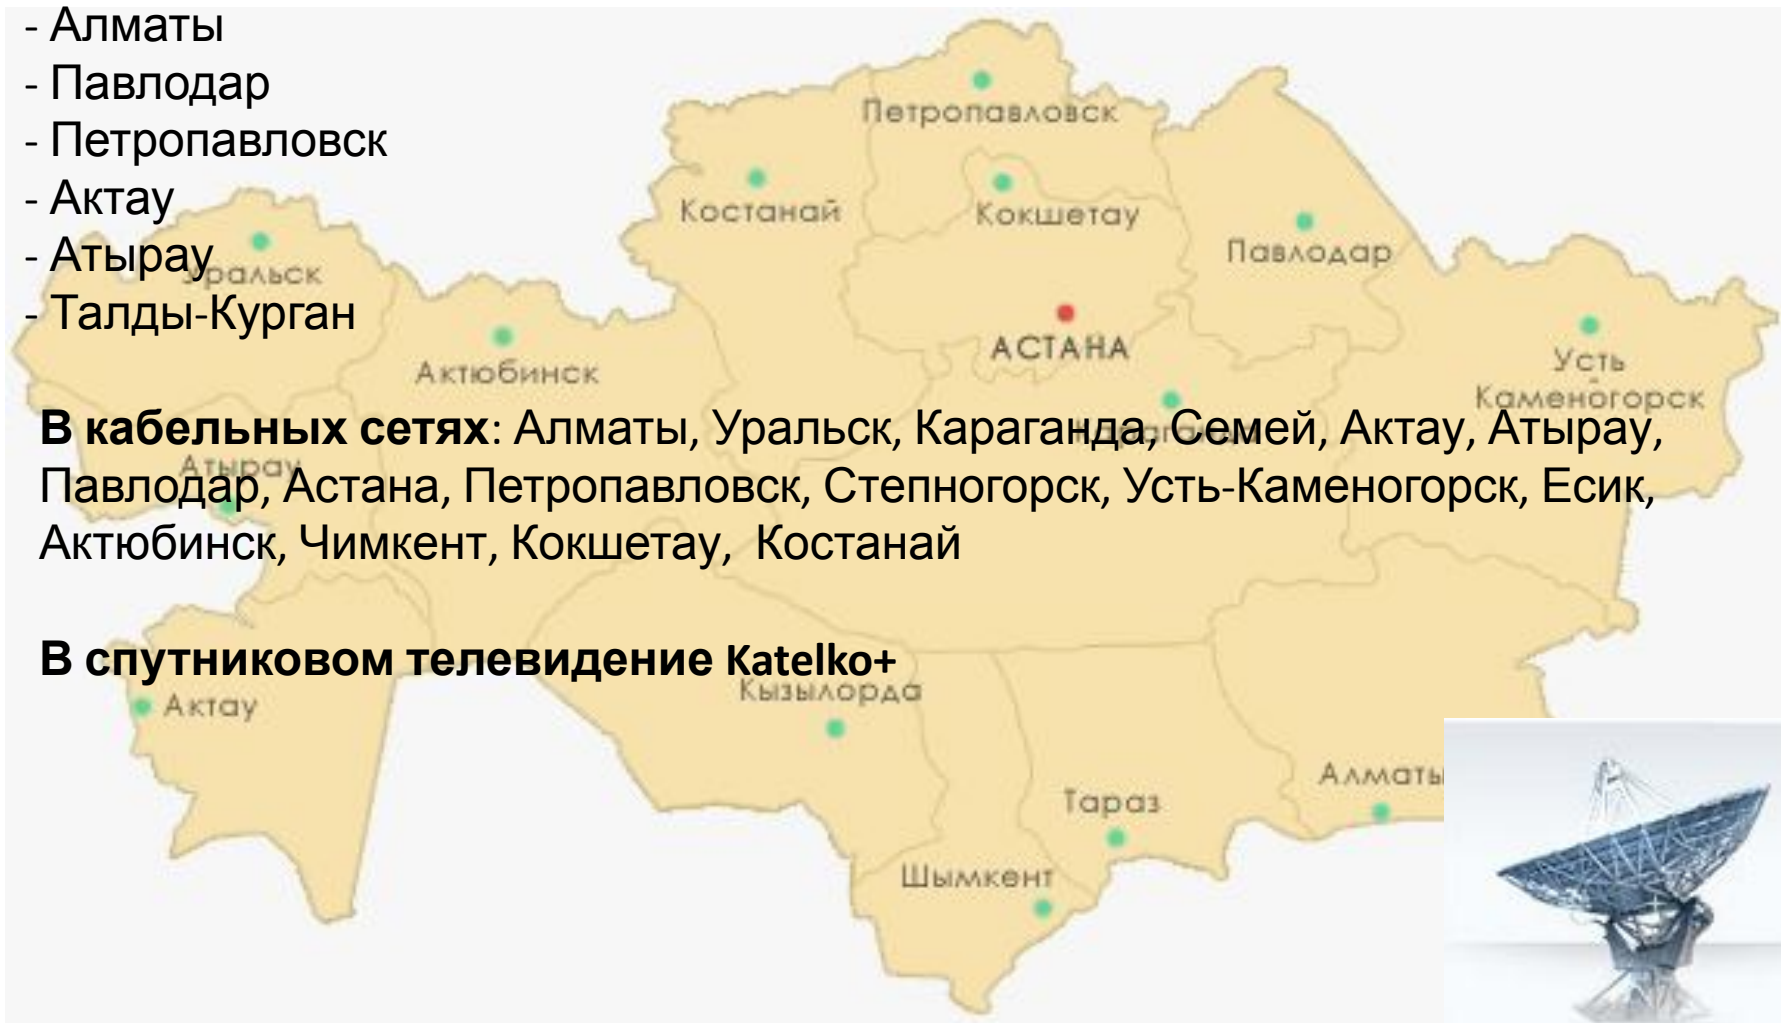 - Алматы
- Павлодар
- Петропавловск
- Актау
- Атырау
- Талды-Курган
В кабельных сетях: Алматы, Уральск, Караганда, Семей, Актау, Атырау,
Павлодар, Астана, Петропавловск, Степногорск, Усть-Каменогорск, Есик,
Актюбинск, Чимкент, Кокшетау, Костанай
В спутниковом телевидение Katelko+
Петропавловск
Костанай
Кокшетау
Павлодар
Уральск
АСТАНА
Актюбинск
Усть
Каменогорск
Караганда
Атырау
Актау
Кызылорда
Алматы
Тараз
Шымкент